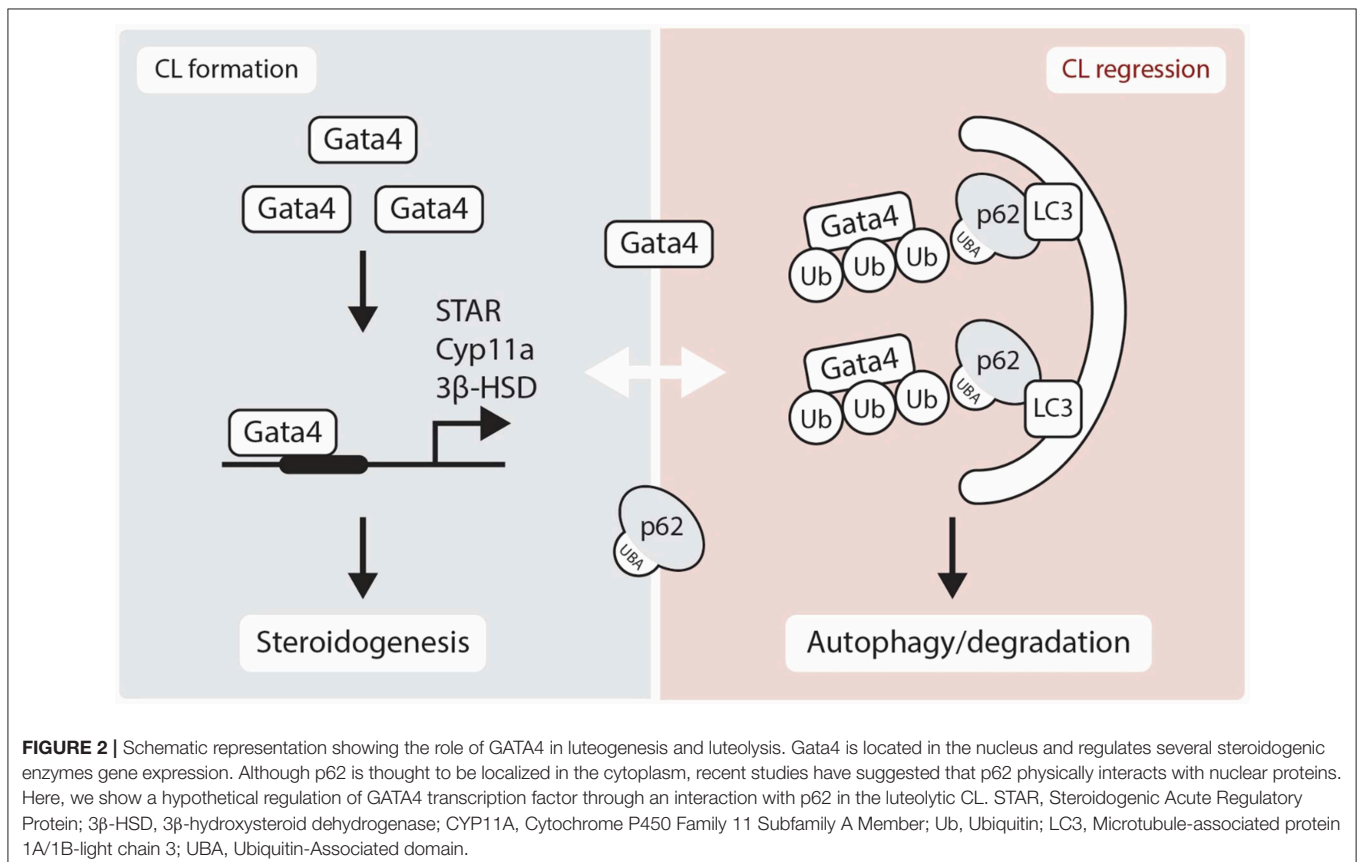 CL formation
CL regression
Gata4
Gata4 Gata4
STAR
Cyp11a
3β-HSD
Gata4
Steroidogenesis
Gata4
p62
UBA
Gata4
Ub Ub Ub
UBA
p62
LC3
Gata4
Ub Ub Ub
UBA
p62
LC3
Autophagy/degradation
FIGURE 2 | Schematic representation showing the role of GATA4 in luteogenesis and luteolysis. Gata4 is located in the nucleus and regulates several steroidogenic
enzymes gene expression. Although p62 is thought to be localized in the cytoplasm, recent studies have suggested that p62 physically interacts with nuclear proteins.
Here, we show a hypothetical regulation of GATA4 transcription factor through an interaction with p62 in the luteolytic CL. STAR, Steroidogenic Acute Regulatory
Protein; 3β-HSD, 3β-hydroxysteroid dehydrogenase; CYP11A, Cytochrome P450 Family 11 Subfamily A Member; Ub, Ubiquitin; LC3, Microtubule-associated protein
1A/1B-light chain 3; UBA, Ubiquitin-Associated domain.